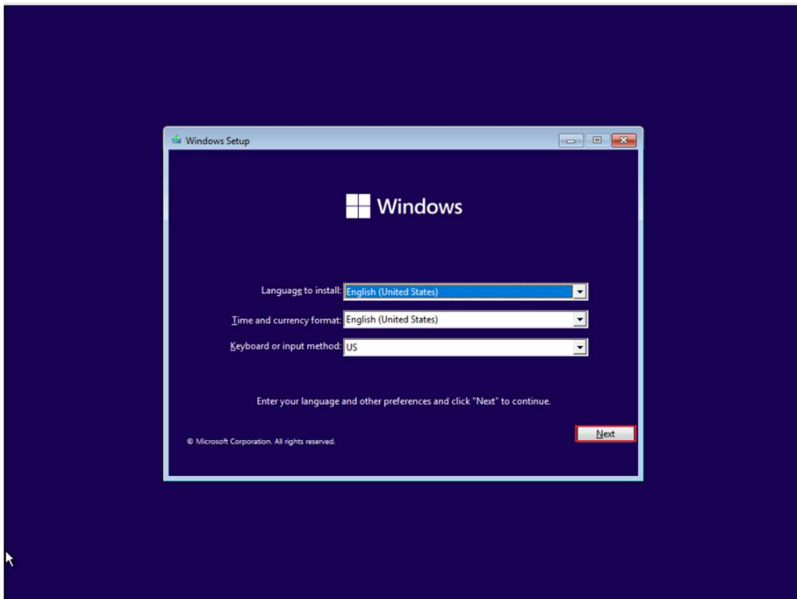 Windows Setup
Windows
Language to install: English (United States)
Time and currency format: English (United States)
Keyboard or input method: US
Enter your language and other preferences and click "Next" to continue.
Next
© Microsoft Corporation. All rights reserved.